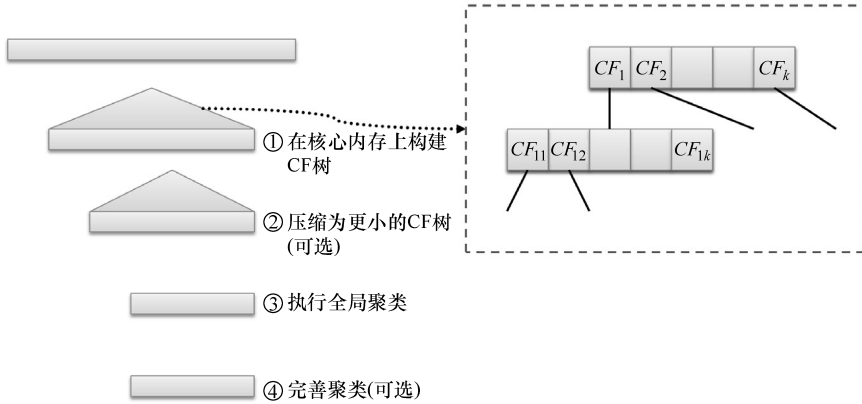 CF1 CF2 CFk
CF11 CF12 CF1k
①在核心内存上构建
CF树
②压缩为更小的CF树
(可选)
③执行全局聚类
④完善聚类(可选)